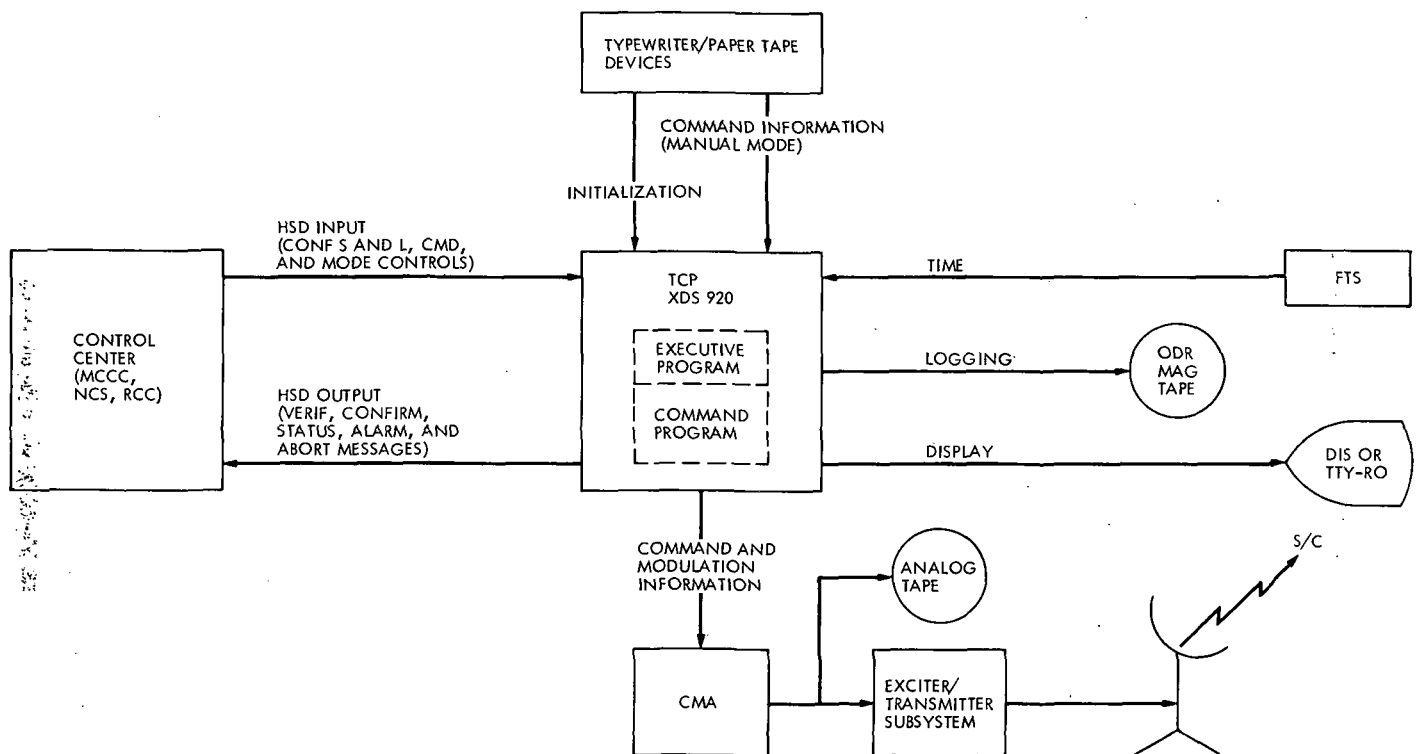 TYPEWRITER/PAPER TAPE
DEVICES
COMMAND INFORMATION
(MANUAL MODE)
INITIALIZATION
HSD INPUT
(CONF S AND L, CMD,
AND MODE CONTROLS)
TCP
XDS 920
TIME
FTS
CONTROL
CENTER
(MCCC,
NCS, RCC)
EXECUTIVE
PROGRAM
LOGGING
ODR
MAG
TAPE
HSD OUTPUT
(VERIF, CONFIRM,
STATUS, ALARM, AND
ABORT MESSAGES)
COMMAND
PROGRAM
DISPLAY
DIS OR
TTY-RO
COMMAND AND
MODULATION
INFORMATION
ANALOG
TAPE
S/C
CMA
EXCITER/
TRANSMITTER
SUBSYSTEM